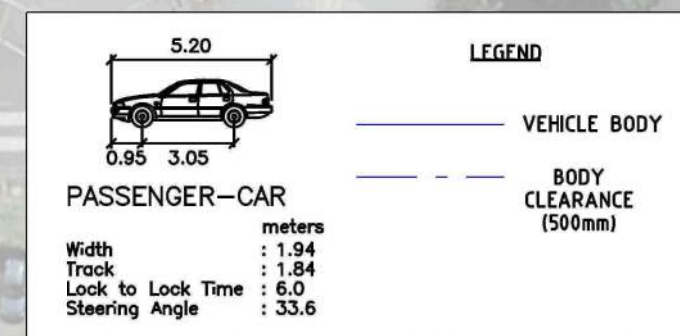 5.20
0.95 3.05
PASSENGER-CAR
meters
Width : 1.94
Track : 1.84
Lock to Lock Time : 6.0
Steering Angle : 33.6
LEGEND
VEHICLE BODY
BODY
CLEARANCE
(500mm)